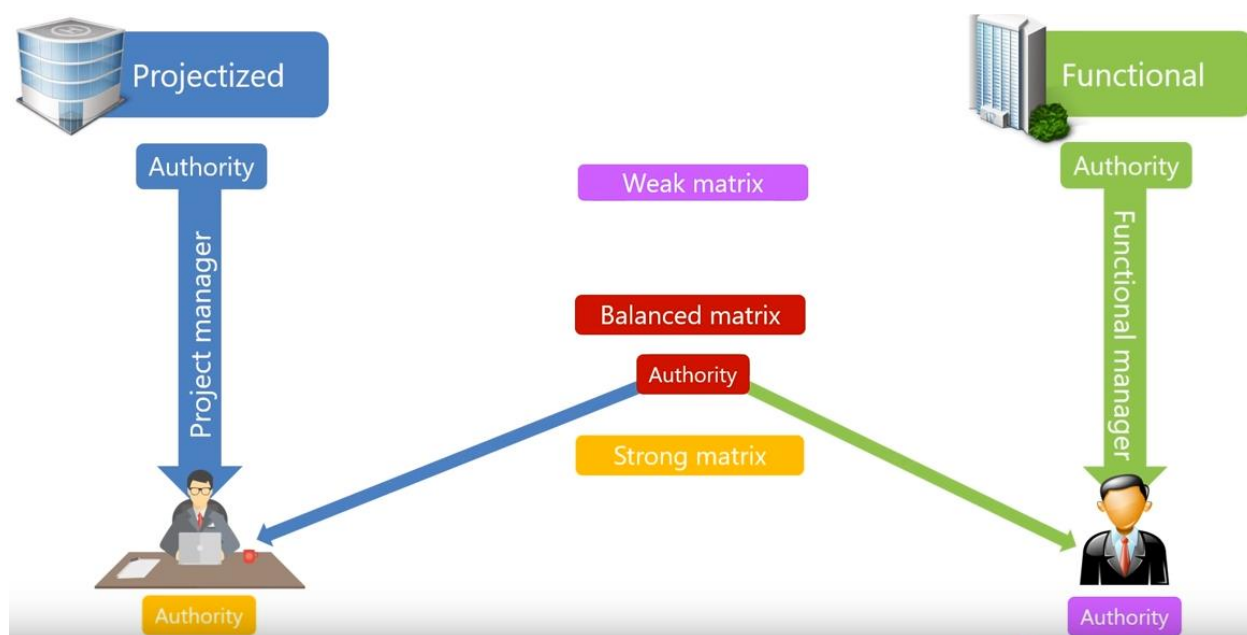 Projectized
Functional
Authority
Authority
Weak matrix
Project manager
Functional manager
Balanced matrix
Authority
Strong matrix
Authority
Authority